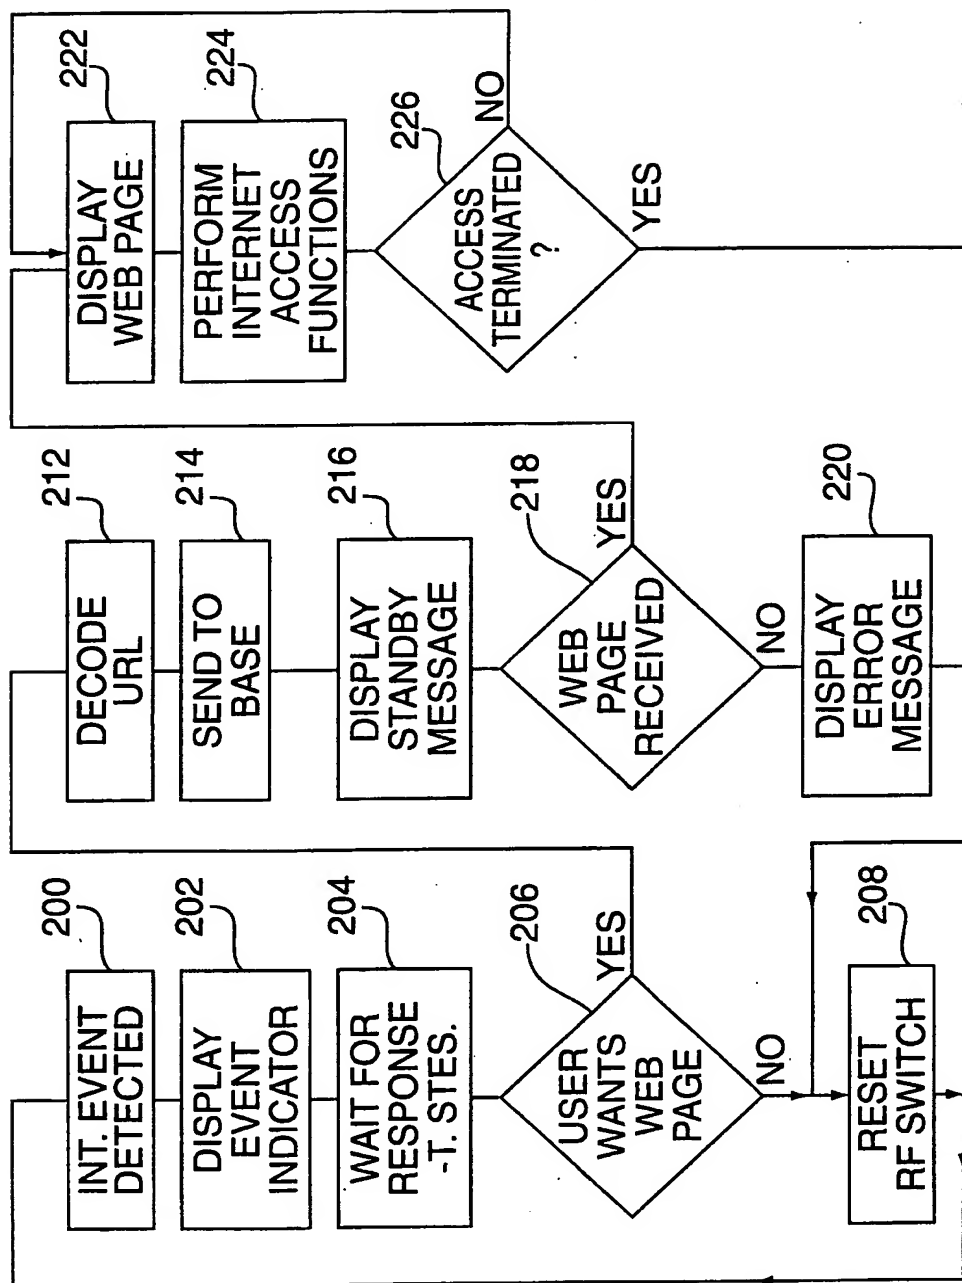 200
INT. EVENT
DETECTED
202
DISPLAY
EVENT
INDICATOR
204
WAIT FOR
RESPONSE
-T. STES.
206
USER
WANTS
WEB
PAGE
YES
NO
208
RESET
RF SWITCH
212
DECODE
URL
214
SEND TO
BASE
216
DISPLAY
STANDBY
MESSAGE
218
WEB
PAGE
RECEIVED
YES
NO
220
DISPLAY
ERROR
MESSAGE
222
DISPLAY
WEB PAGE
224
PERFORM
INTERNET
ACCESS
FUNCTIONS
226
ACCESS
TERMINATED
?
NO
YES